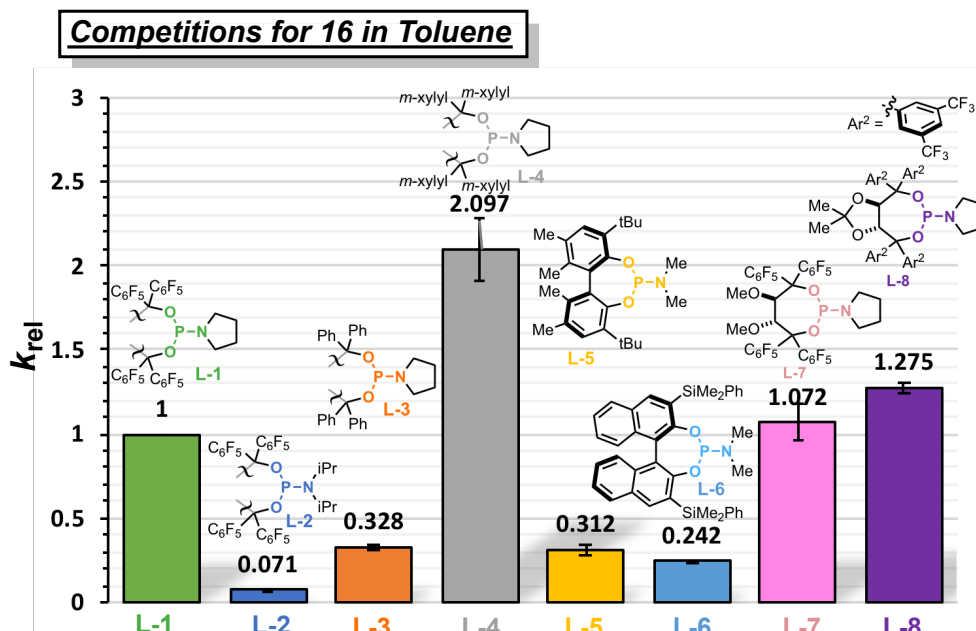 Competitions for 16 in Toluene
k rel
3
2.5
2
1.5
1
0.5
0
C6F5 C6F5
O
P N
O
C6F5 C6F5
L-1
1
C6F5 C6F5
O iPr
P N
O iPr
C6F5 C6F5
L-2
0.071
Ph Ph
O
P N
O
Ph Ph
L-3
0.328
m-xylyl m-xylyl
O
P N
O
m-xylyl m-xylyl
L-4
2.097
tBu
Me
O Me
Me
P N
Me
O Me
Me
tBu
L-5
0.312
SiMe2Ph
O Me
P N
O Me
L-6
SiMe2Ph
0.242
C6F5 C6F5
MeO O
P N
MeO O
C6F5 C6F5
L-7
1.072
CF3
Ar2 =
CF3
Ar2 Ar2
Me O O
P N
Me O O
Ar2 Ar2
L-8
1.275
L-1 L-2 L-3 L-4 L-5 L-6 L-7 L-8